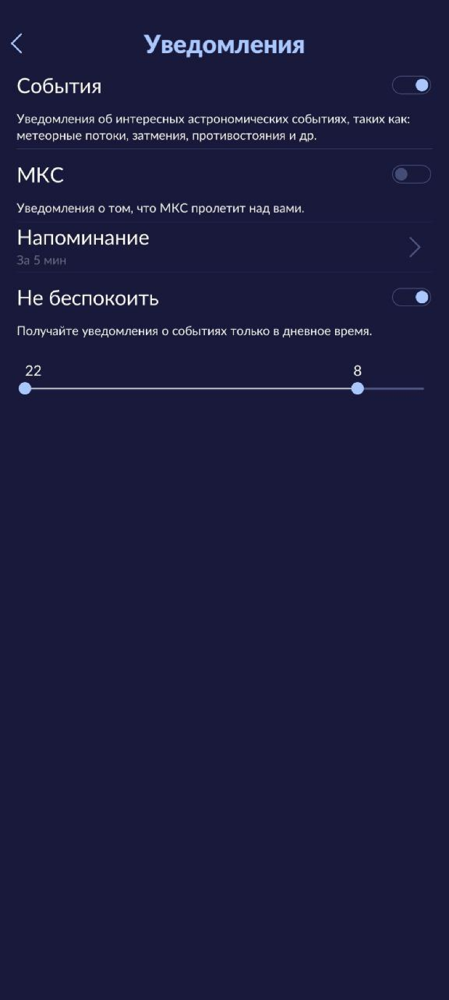 Уведомления
События
Уведомления об интересных астрономических событиях, таких как:
метеорные потоки, затмения, противостояния и др.
МКС
Уведомления о том, что МКС пролетит над вами.
Напоминание
За 5 мин
Не беспокоить
Получайте уведомления о событиях только в дневное время.
22 8